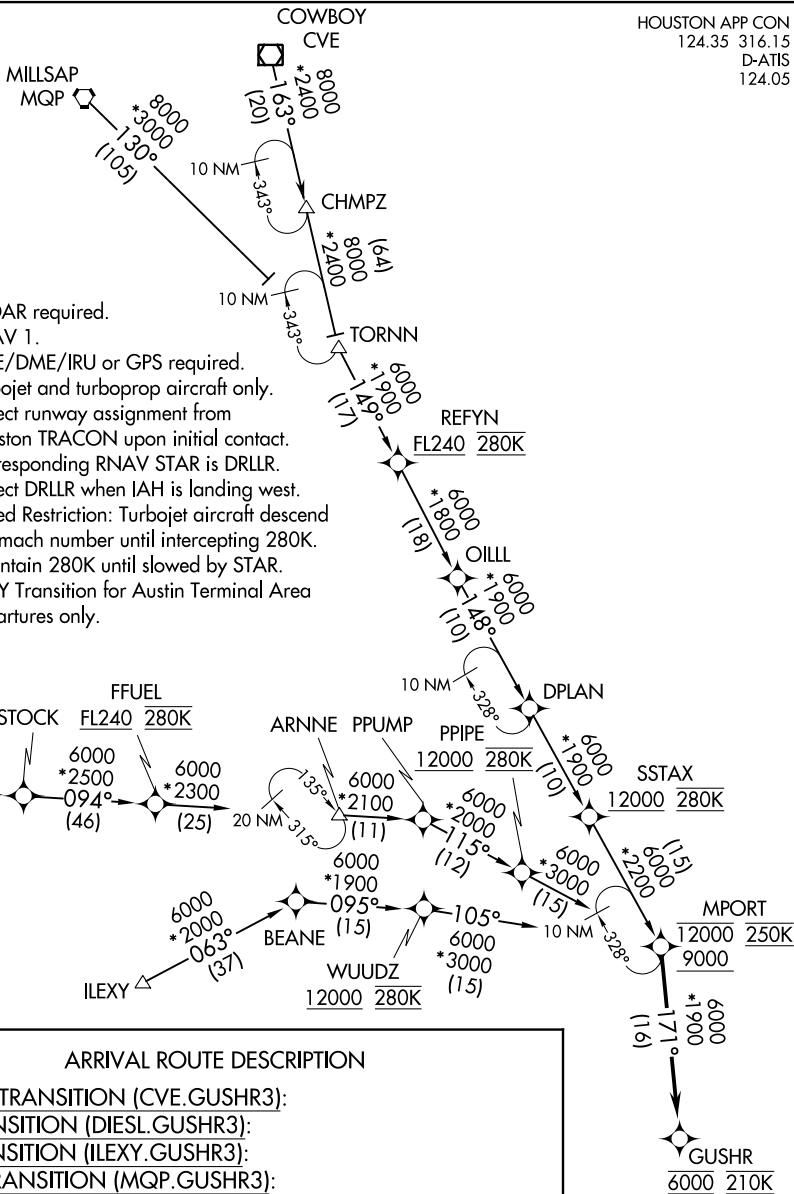 COWBOY
CVE
HOUSTON APP CON
124.35 316.15
D-ATIS
124.05
MILLSAP
MQP
8000
*3000
130°
(105)
8000
*2400
163°
(20)
10 NM
343°
CHMPZ
(64)
8000
*2400
10 NM
343°
TORNN
DAR required.
AV 1.
E/DME/IRU or GPS required.
bojet and turboprop aircraft only.
ect runway assignment from
ston TRACON upon initial contact.
responding RNAV STAR is DRLLR.
ect DRLLR when IAH is landing west.
ed Restriction: Turbojet aircraft descend
mach number until intercepting 280K.
ntain 280K until slowed by STAR.
Y Transition for Austin Terminal Area
artures only.
6000
*1900
149°
(17)
REFYN
FL240 280K
6000
*1800
(18)
OILLL
6000
*1900
148°
(10)
10 NM
328°
DPLAN
6000
*1900
(10)
SSTAX
12000 280K
STOCK
FFUEL
FL240 280K
6000
*2500
094°
(46)
6000
*2300
(25)
ARNNE
20 NM
135°
315°
6000
*2100
(11)
PPUMP
6000
*2000
115°
(12)
PPIPE
12000 280K
6000
*3000
(15)
(15)
6000
*2200
10 NM
328°
MPORT
12000 250K
9000
ILEXY
6000
*2000
063°
(37)
BEANE
6000
*1900
095°
(15)
WUUDZ
12000 280K
105°
6000
*3000
(15)
6000
*1900
171°
(16)
GUSHR
6000 210K
ARRIVAL ROUTE DESCRIPTION
TRANSITION (CVE.GUSHR3):
NSITION (DIESL.GUSHR3):
NSITION (ILEXY.GUSHR3):
RANSITION (MQP.GUSHR3):